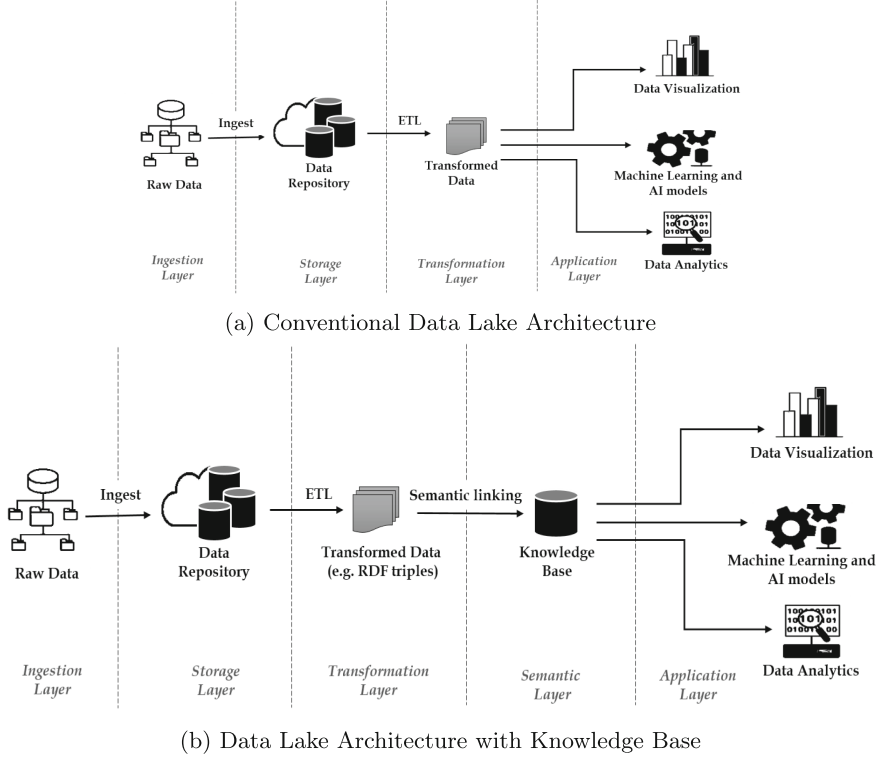 Ingest
ETL
Data Visualization
Raw Data
Data
Repository
Transformed
Data
Machine Learning and
AI models
Data Analytics
Ingestion
Layer
Storage
Layer
Transformation
Layer
Application
Layer
(a) Conventional Data Lake Architecture
Ingest
ETL
Semantic linking
Data Visualization
Raw Data
Data
Repository
Transformed Data
(e.g. RDF triples)
Knowledge
Base
Machine Learning and
AI models
Data Analytics
Ingestion
Layer
Storage
Layer
Transformation
Layer
Semantic
Layer
Application
Layer
(b) Data Lake Architecture with Knowledge Base